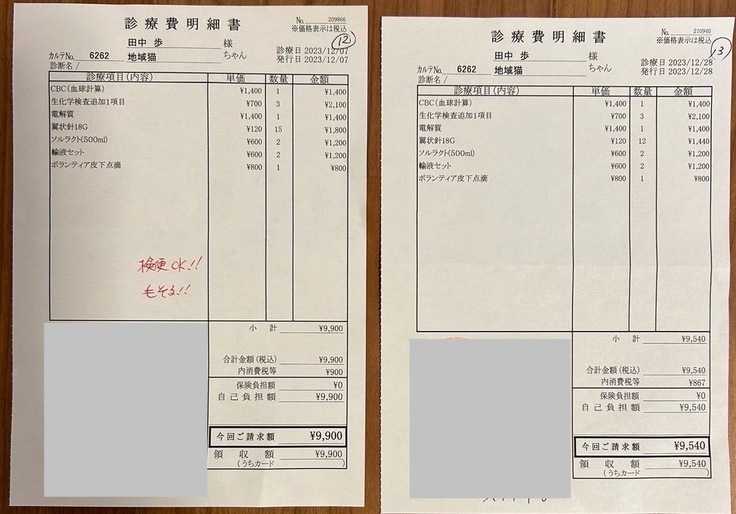 診療費明細書
No. 209866
※価格表示は税込
12
田中 歩 様
カルテNo. 6262 地域猫 ちゃん
診療日 2023/12/07
発行日 2023/12/07
診断名 /
診療項目(内容) 単価 数量 金額
CBC(血球計算) ¥1,400 1 ¥1,400
生化学検査追加1項目 ¥700 3 ¥2,100
電解質 ¥1,400 1 ¥1,400
翼状針18G ¥120 15 ¥1,800
ソルラクト(500ml) ¥600 2 ¥1,200
輸液セット ¥600 2 ¥1,200
ボランティア皮下点滴 ¥800 1 ¥800
検便OK!!
毛そる!!
小計 ¥9,900
合計金額(税込) ¥9,900
内消費税等 ¥900
保険負担額 ¥0
自己負担額 ¥9,900
今回ご請求額 ¥9,900
領収額 ¥9,900
(うちカード )
診療費明細書
No. 210940
※価格表示は税込
13
田中 歩 様
カルテNo. 6262 地域猫 ちゃん
診療日 2023/12/28
発行日 2023/12/28
診断名 /
診療項目(内容) 単価 数量 金額
CBC(血球計算) ¥1,400 1 ¥1,400
生化学検査追加1項目 ¥700 3 ¥2,100
電解質 ¥1,400 1 ¥1,400
翼状針18G ¥120 12 ¥1,440
ソルラクト(500ml) ¥600 2 ¥1,200
輸液セット ¥600 2 ¥1,200
ボランティア皮下点滴 ¥800 1 ¥800
小計 ¥9,540
合計金額(税込) ¥9,540
内消費税等 ¥867
保険負担額 ¥0
自己負担額 ¥9,540
今回ご請求額 ¥9,540
領収額 ¥9,540
(うちカード )